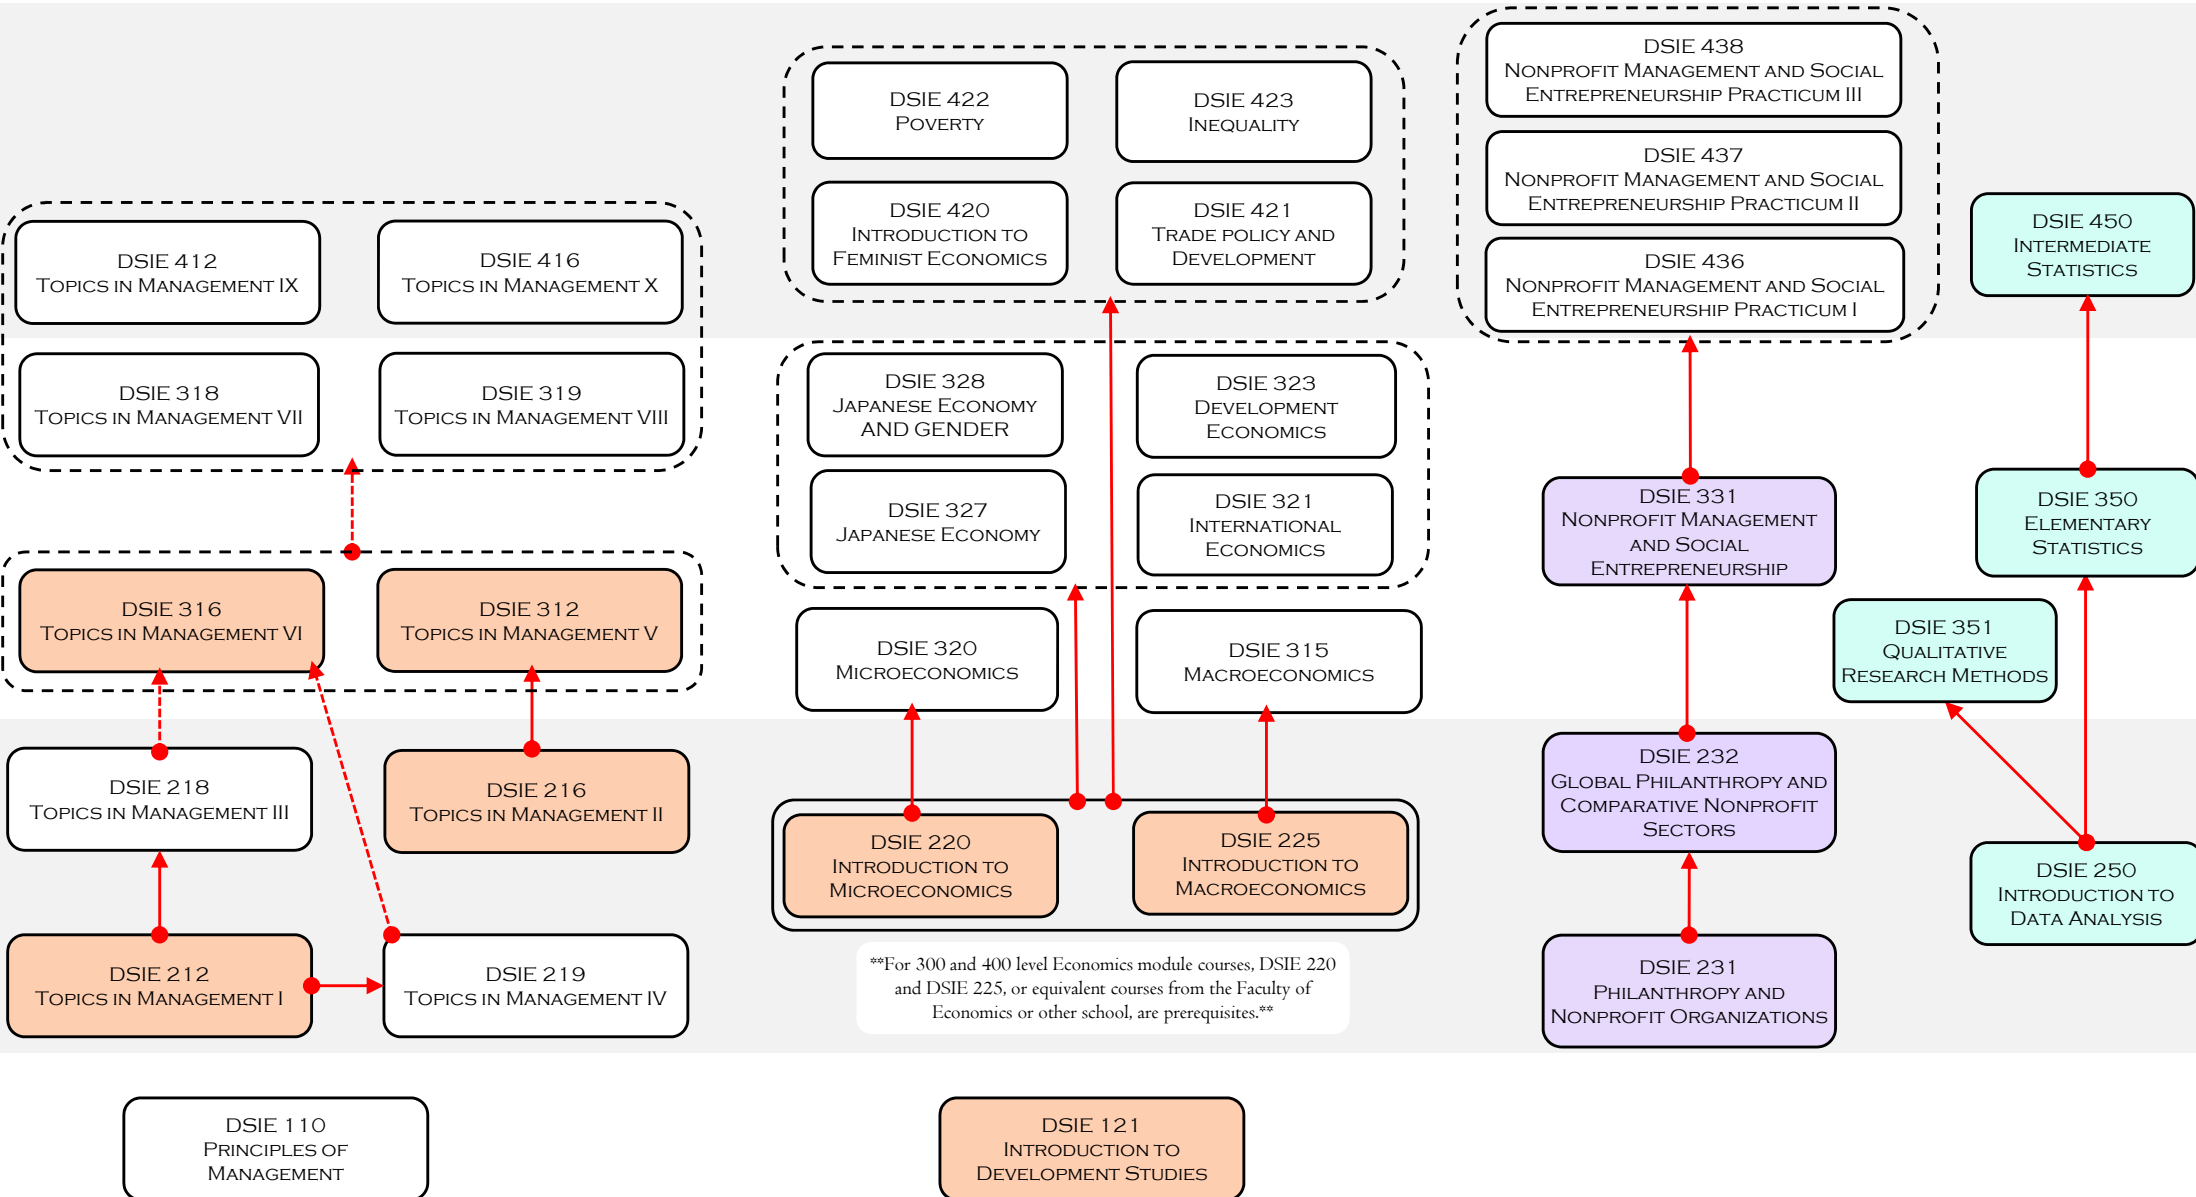 DSIE 438
Nonprofit Management and Social
Entrepreneurship Practicum III
DSIE 422
Poverty
DSIE 423
Inequality
DSIE 437
Nonprofit Management and Social
Entrepreneurship Practicum II
DSIE 420
Introduction to
Feminist Economics
DSIE 421
Trade policy and
Development
DSIE 450
Intermediate
Statistics
DSIE 412
Topics in Management IX
DSIE 416
Topics in Management X
DSIE 436
Nonprofit Management and Social
Entrepreneurship Practicum I
DSIE 318
Topics in Management VII
DSIE 319
Topics in Management VIII
DSIE 328
Japanese Economy
AND GENDER
DSIE 323
Development
Economics
DSIE 327
Japanese Economy
DSIE 321
International
Economics
DSIE 331
Nonprofit Management
and Social
Entrepreneurship
DSIE 350
Elementary
Statistics
DSIE 316
Topics in Management VI
DSIE 312
Topics in Management V
DSIE 320
Microeconomics
DSIE 315
Macroeconomics
DSIE 351
Qualitative
Research Methods
DSIE 218
Topics in Management III
DSIE 216
Topics in Management II
DSIE 232
Global Philanthropy and
Comparative Nonprofit
Sectors
DSIE 220
Introduction to
Microeconomics
DSIE 225
Introduction to
Macroeconomics
DSIE 250
Introduction to
Data Analysis
DSIE 212
Topics in Management I
DSIE 219
Topics in Management IV
**For 300 and 400 level Economics module courses, DSIE 220
and DSIE 225, or equivalent courses from the Faculty of
Economics or other school, are prerequisites.**
DSIE 231
Philanthropy and
Nonprofit Organizations
DSIE 110
Principles of
Management
DSIE 121
Introduction to
Development Studies